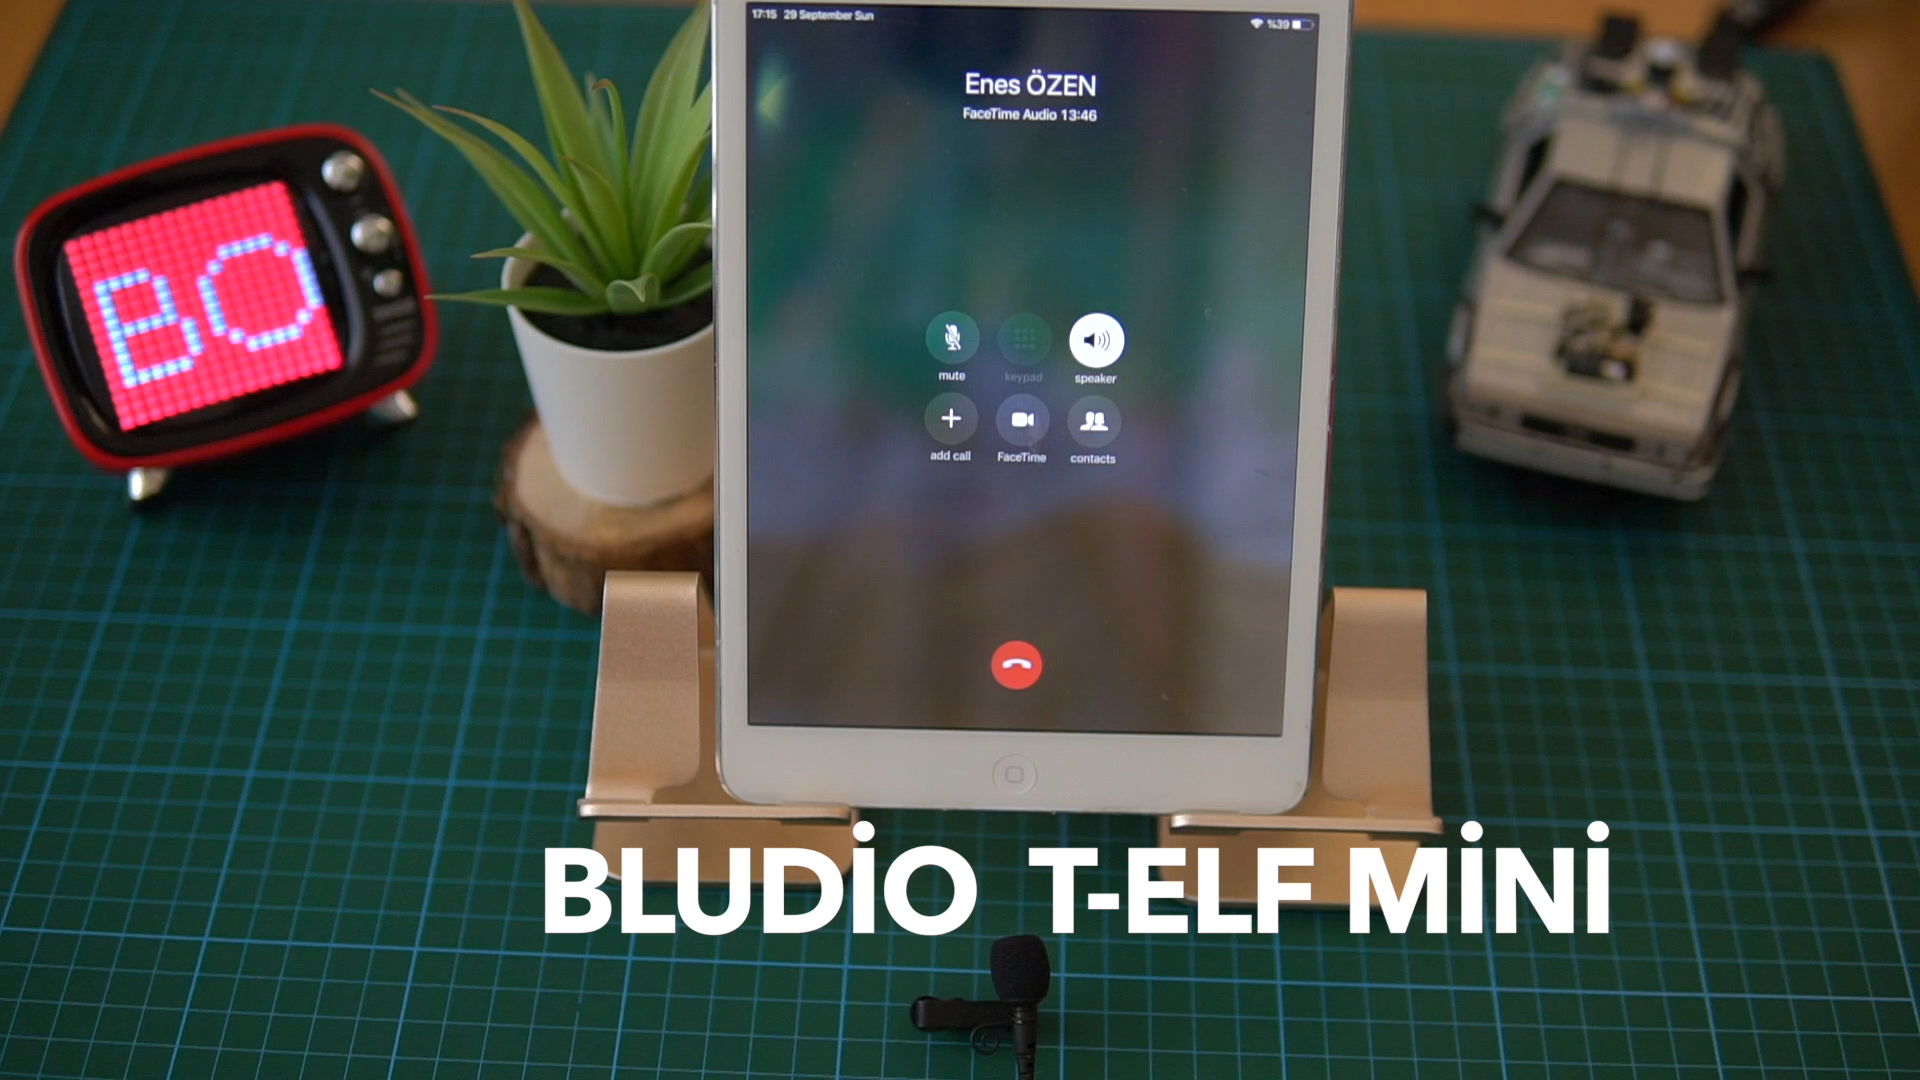 17:15 29 September Sun
%39
Enes ÖZEN
FaceTime Audio 13:46
BO
mute
keypad
speaker
add call
FaceTime
contacts
BLUDİO T-ELF MİNİ